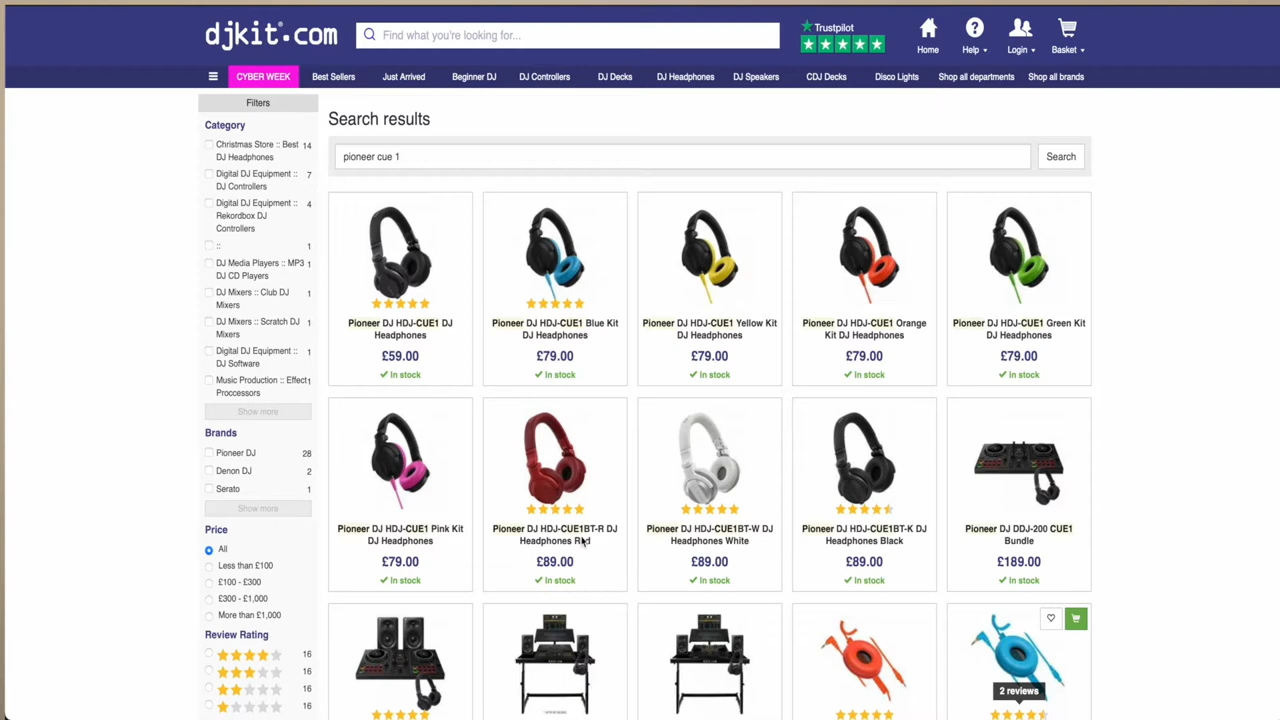 djkit.com
Find what you're looking for...
Trustpilot
Home
Help
Login
Basket
CYBER WEEK
Best Sellers
Just Arrived
Beginner DJ
DJ Controllers
DJ Decks
DJ Headphones
DJ Speakers
CDJ Decks
Disco Lights
Shop all departments
Shop all brands
Filters
Category
Christmas Store :: Best 14
DJ Headphones
Digital DJ Equipment :: 7
DJ Controllers
Digital DJ Equipment :: 4
Rekordbox DJ
Controllers
:: 1
DJ Media Players :: MP3 1
DJ CD Players
DJ Mixers :: Club DJ 1
Mixers
DJ Mixers :: Scratch DJ 1
Mixers
Digital DJ Equipment :: 1
DJ Software
Music Production :: Effect 1
Proccessors
Show more
Brands
Pioneer DJ 28
Denon DJ 2
Serato 1
Show more
Price
All
Less than £100
£100 - £300
£300 - £1,000
More than £1,000
Review Rating
16
16
16
16
Search results
pioneer cue 1
Search
Pioneer DJ HDJ-CUE1 DJ
Headphones
£59.00
In stock
Pioneer DJ HDJ-CUE1 Blue Kit
DJ Headphones
£79.00
In stock
Pioneer DJ HDJ-CUE1 Yellow Kit
DJ Headphones
£79.00
In stock
Pioneer DJ HDJ-CUE1 Orange
Kit DJ Headphones
£79.00
In stock
Pioneer DJ HDJ-CUE1 Green Kit
DJ Headphones
£79.00
In stock
Pioneer DJ HDJ-CUE1 Pink Kit
DJ Headphones
£79.00
In stock
Pioneer DJ HDJ-CUE1BT-R DJ
Headphones Red
£89.00
In stock
Pioneer DJ HDJ-CUE1BT-W DJ
Headphones White
£89.00
In stock
Pioneer DJ HDJ-CUE1BT-K DJ
Headphones Black
£89.00
In stock
Pioneer DJ DDJ-200 CUE1
Bundle
£189.00
In stock
2 reviews